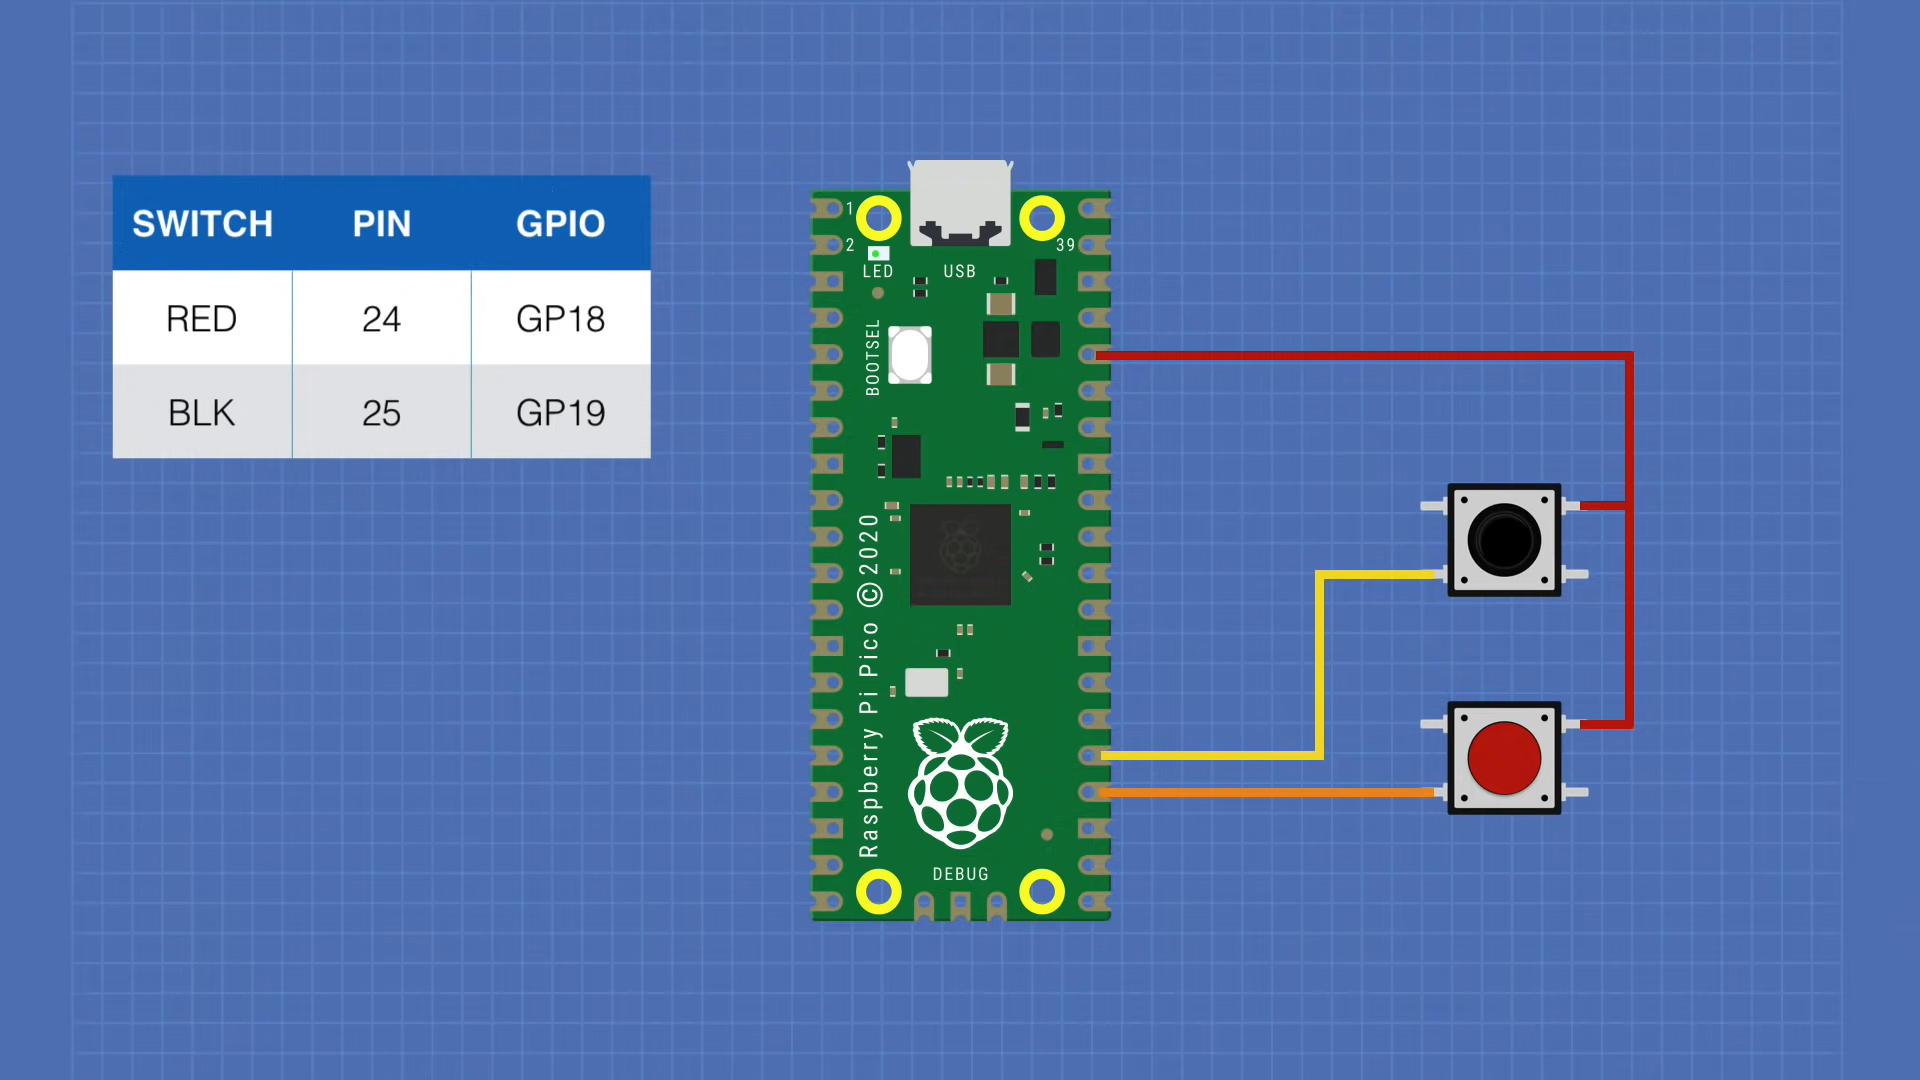 SWITCH PIN GPIO
RED 24 GP18
BLK 25 GP19
1
2
39
LED
USB
BOOTSEL
Raspberry Pi Pico ©2020
DEBUG